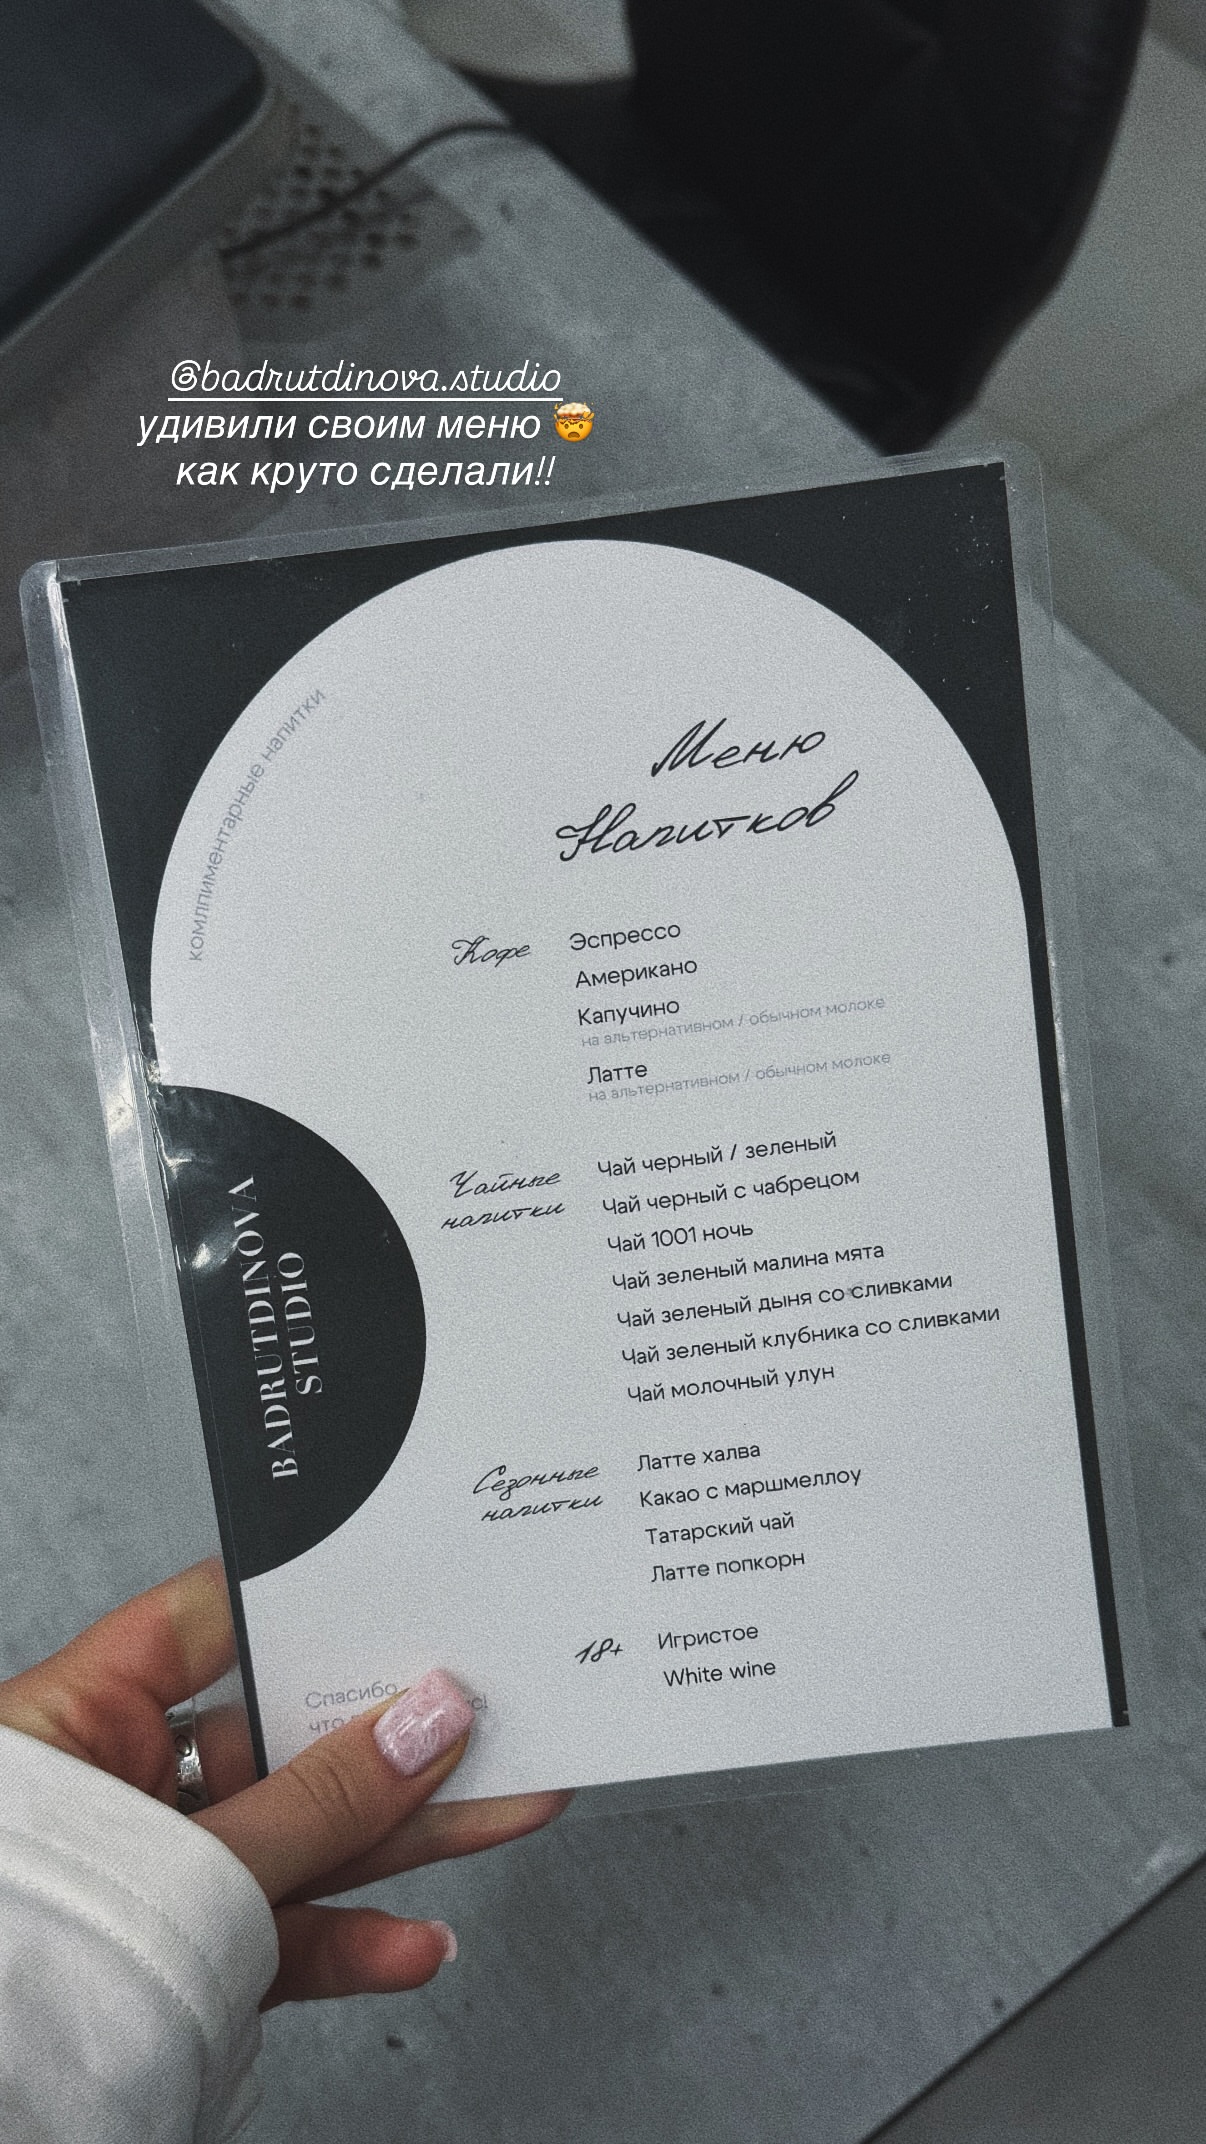 @badrutdinova.studio
удивили своим меню 🤯
как круто сделали!!
комлпиментарные напитки
Меню
Напитков
Кофе
Эспрессо
Американо
Капучино
на альтернативном / обычном молоке
Латте
на альтернативном / обычном молоке
Чайные
напитки
Чай черный / зеленый
Чай черный с чабрецом
Чай 1001 ночь
Чай зеленый малина мята
Чай зеленый дыня со сливками
Чай зеленый клубника со сливками
Чай молочный улун
BADRUTDINOVA
STUDIO
Сезонные
напитки
Латте халва
Какао с маршмеллоу
Татарский чай
Латте попкорн
18+
Игристое
White wine
Спасибо
что